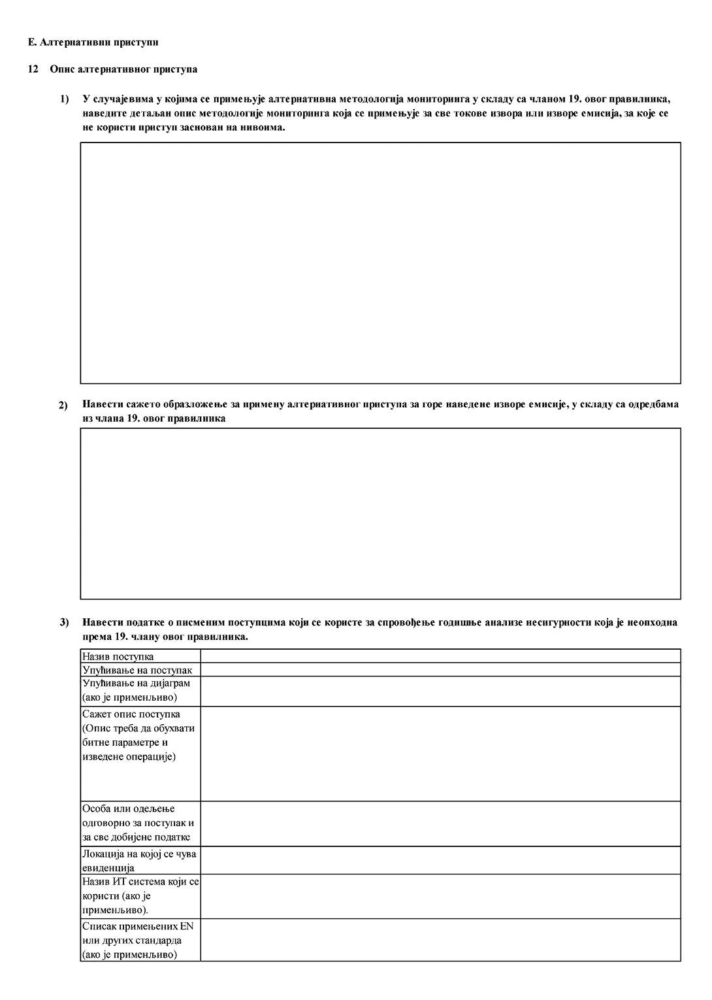 Е. Алтернативни приступи
12 Опис алтернативног приступа
1) У случајевима у којима се примењује алтернативна методологија мониторинга у складу са чланом 19. овог правилника,
наведите детаљан опис методологије мониторинга која се примењује за све токове извора или изворе емисија, за које се
не користи приступ заснован на нивоима.
2) Навести сажето образложење за примену алтернативног приступа за горе наведене изворе емисије, у складу са одредбама
из члана 19. овог правилника
3) Навести податке о писменим поступцима који се користе за спровођење годишње анализе несигурности која је неопходна
према 19. члану овог правилника.
Назив поступка
Упућивање на поступак
Упућивање на дијаграм
(ако је применљиво)
Сажет опис поступка
(Опис треба да обухвати
битне параметре и
изведене операције)
Особа или одељење
одговорно за поступак и
за све добијене податке
Локација на којој се чува
евиденција
Назив ИТ система који се
користи (ако је
применљиво).
Списак примењених EN
или других стандарда
(ако је применљиво)